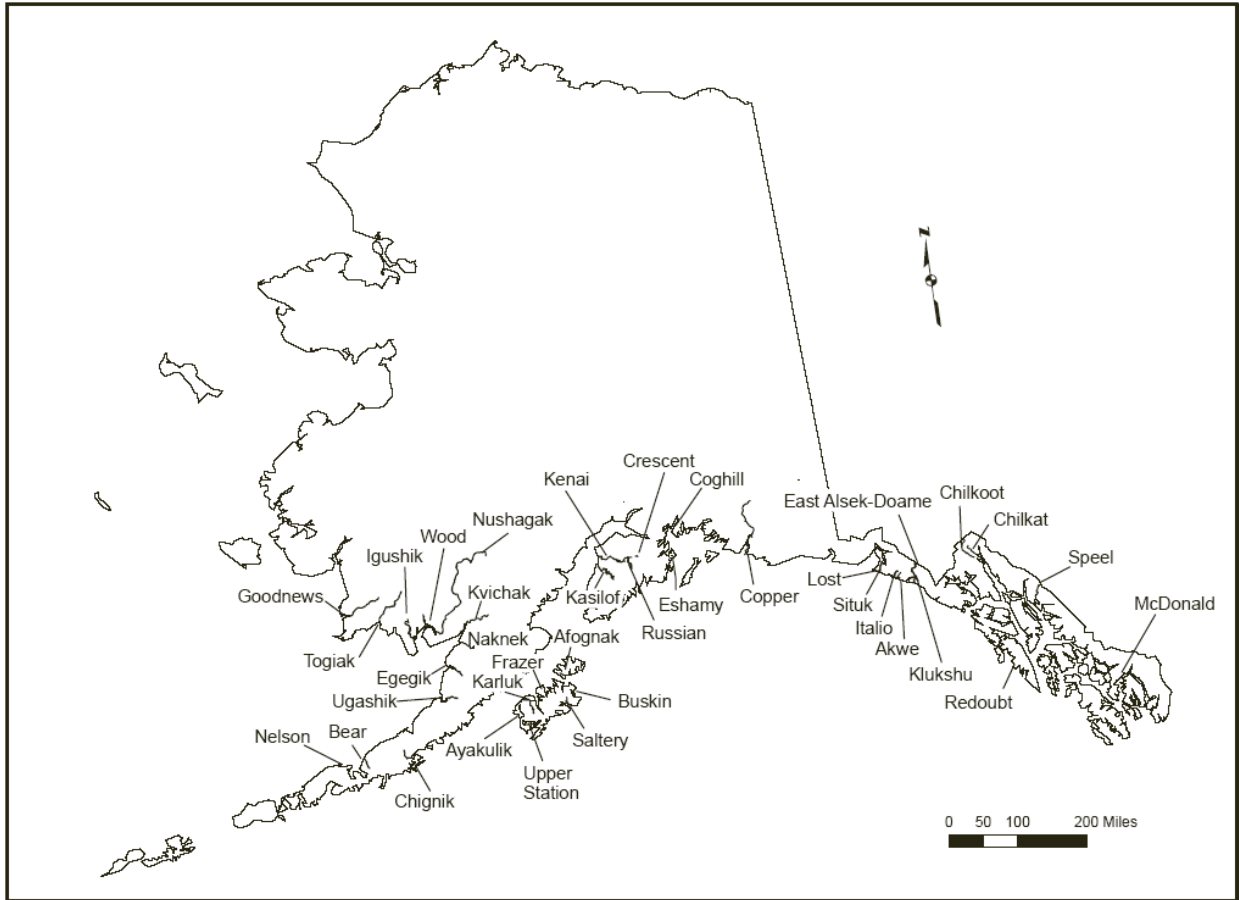 N
Crescent
Kenai
Coghill
Nushagak
Wood
Igushik
East Alsek-Doame
Chilkoot
Chilkat
Speel
Goodnews
Kvichak
Kasilof
Eshamy
Copper
Lost
Situk
McDonald
Togiak
Naknek
Afognak
Russian
Italio
Akwe
Egegik
Frazer
Karluk
Klukshu
Ugashik
Buskin
Redoubt
Nelson
Bear
Ayakulik
Saltery
Upper
Station
Chignik
0 50 100 200 Miles